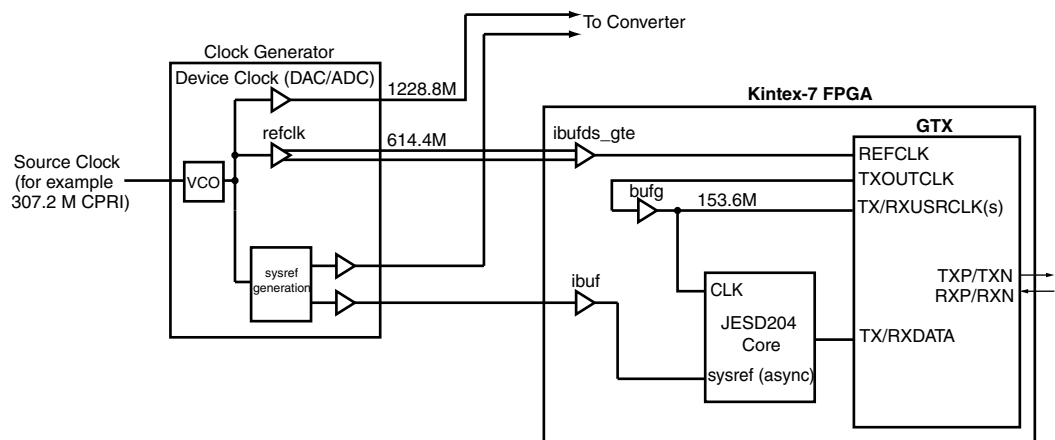 To Converter
Clock Generator
Device Clock (DAC/ADC)
1228.8M
Kintex-7 FPGA
refclk
614.4M
ibufds_gte
GTX
REFCLK
Source Clock
(for example
307.2 M CPRI)
VCO
TXOUTCLK
bufg
153.6M
TX/RXUSRCLK(s)
sysref
generation
ibuf
TXP/TXN
RXP/RXN
CLK
JESD204
Core
TX/RXDATA
sysref (async)